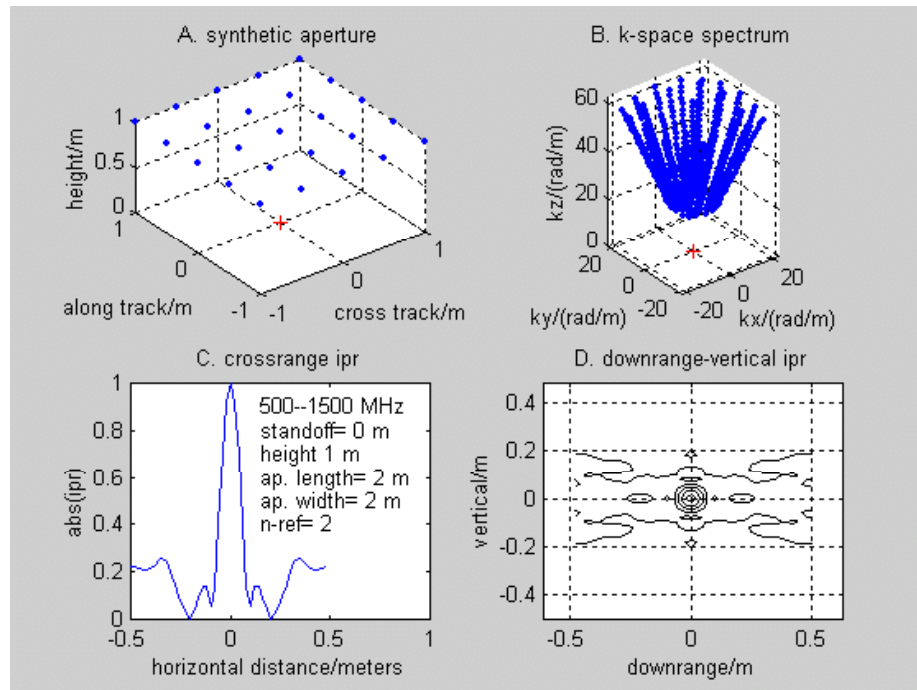 A. synthetic aperture
height/m
1
0.5
0
1
0
-1
along track/m
-1
0
1
cross track/m
B. k-space spectrum
kz/(rad/m)
60
40
20
0
20
0
-20
ky/(rad/m)
-20
0
20
kx/(rad/m)
C. crossrange ipr
abs(ipr)
1
0.8
0.6
0.4
0.2
0
500--1500 MHz
standoff= 0 m
height 1 m
ap. length= 2 m
ap. width= 2 m
n-ref= 2
-0.5
0
0.5
1
horizontal distance/meters
D. downrange-vertical ipr
vertical/m
0.4
0.2
0
-0.2
-0.4
-0.5
0
0.5
downrange/m